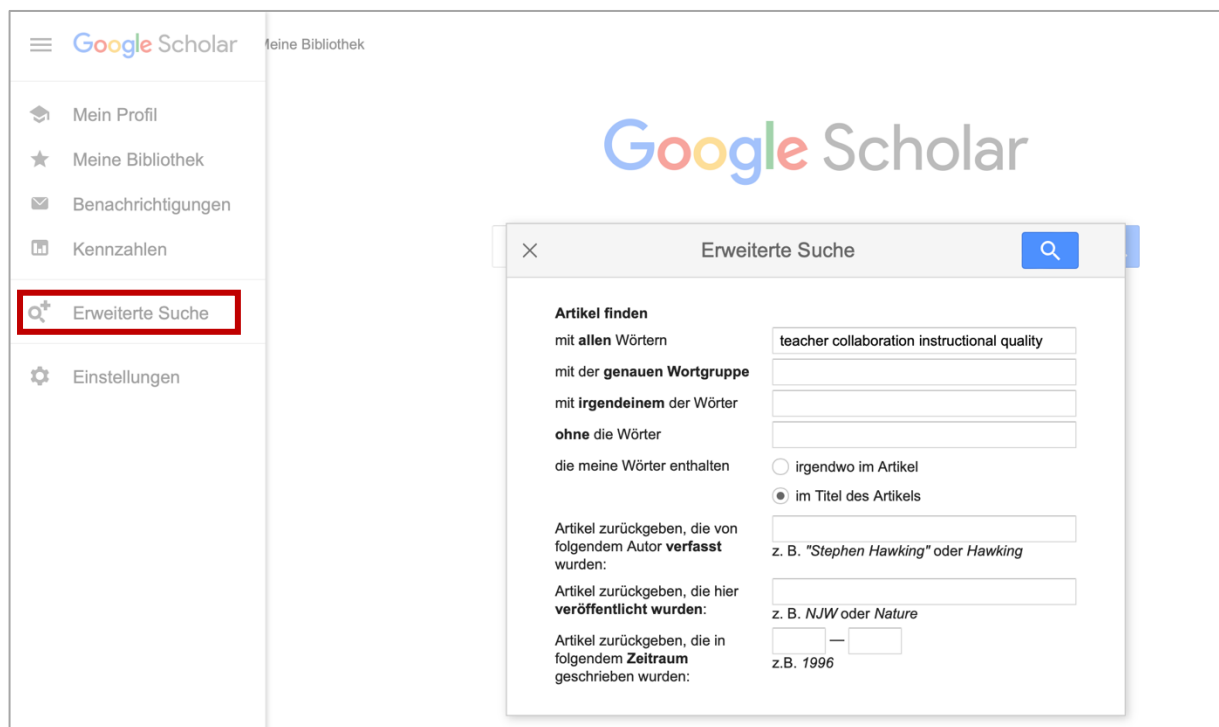 Google Scholar
Meine Bibliothek
Mein Profil
Meine Bibliothek
Benachrichtigungen
Kennzahlen
Erweiterte Suche
Einstellungen
Google Scholar
Erweiterte Suche
Artikel finden
mit allen Wörtern
teacher collaboration instructional quality
mit der genauen Wortgruppe
mit irgendeinem der Wörter
ohne die Wörter
die meine Wörter enthalten
irgendwo im Artikel
im Titel des Artikels
Artikel zurückgeben, die von
folgendem Autor verfasst
wurden:
z. B. "Stephen Hawking" oder Hawking
Artikel zurückgeben, die hier
veröffentlicht wurden:
z. B. NJW oder Nature
Artikel zurückgeben, die in
folgendem Zeitraum
geschrieben wurden:
—
z.B. 1996